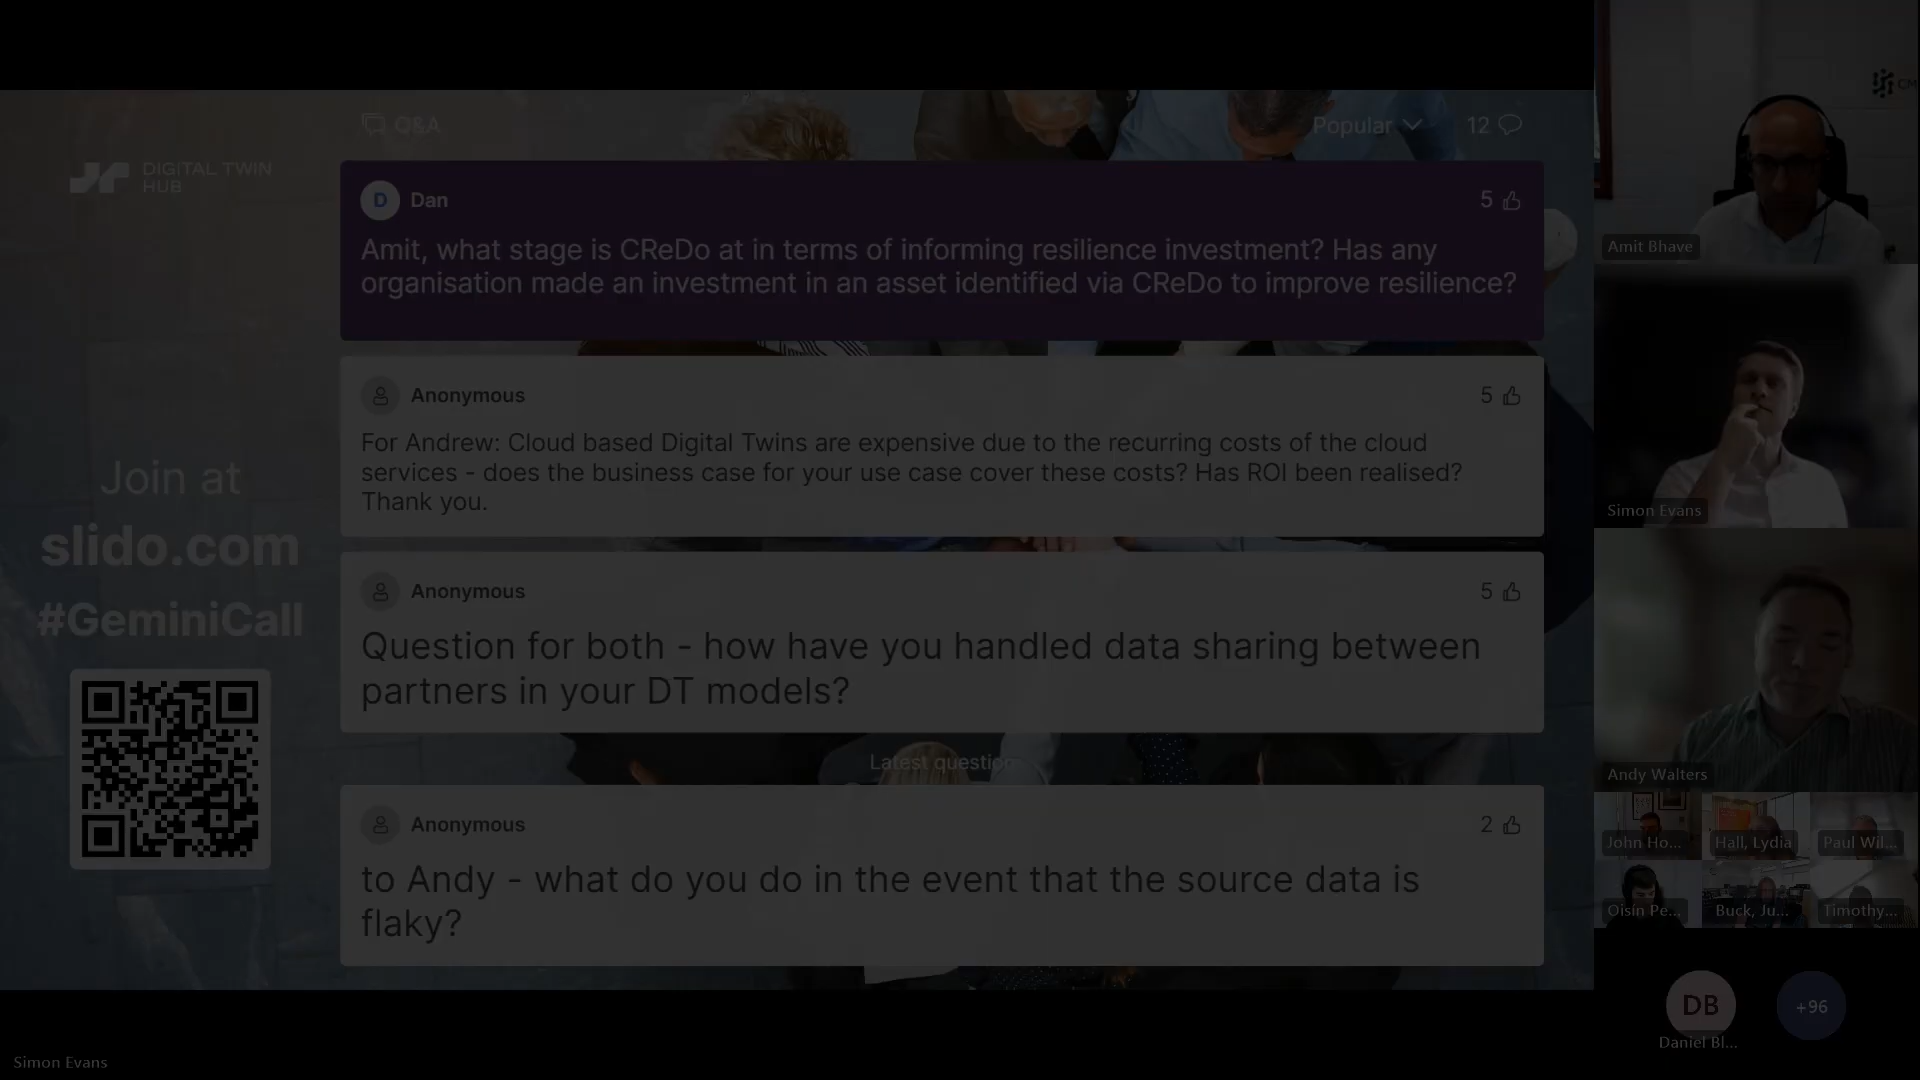 Q&A
Popular
12
DIGITAL TWIN
HUB
D
Dan
5
Amit, what stage is CReDo at in terms of informing resilience investment? Has any
organisation made an investment in an asset identified via CReDo to improve resilience?
Anonymous
5
For Andrew: Cloud based Digital Twins are expensive due to the recurring costs of the cloud
services - does the business case for your use case cover these costs? Has ROI been realised?
Thank you.
Join at
slido.com
#GeminiCall
Anonymous
5
Question for both - how have you handled data sharing between
partners in your DT models?
Latest question
Anonymous
2
to Andy - what do you do in the event that the source data is
flaky?
CM
Amit Bhave
Simon Evans
Andy Walters
John Ho...
Hall, Lydia
Paul Wil...
Oisin Pe...
Buck, Ju...
Timothy...
DB
+96
Daniel Bl...
Simon Evans